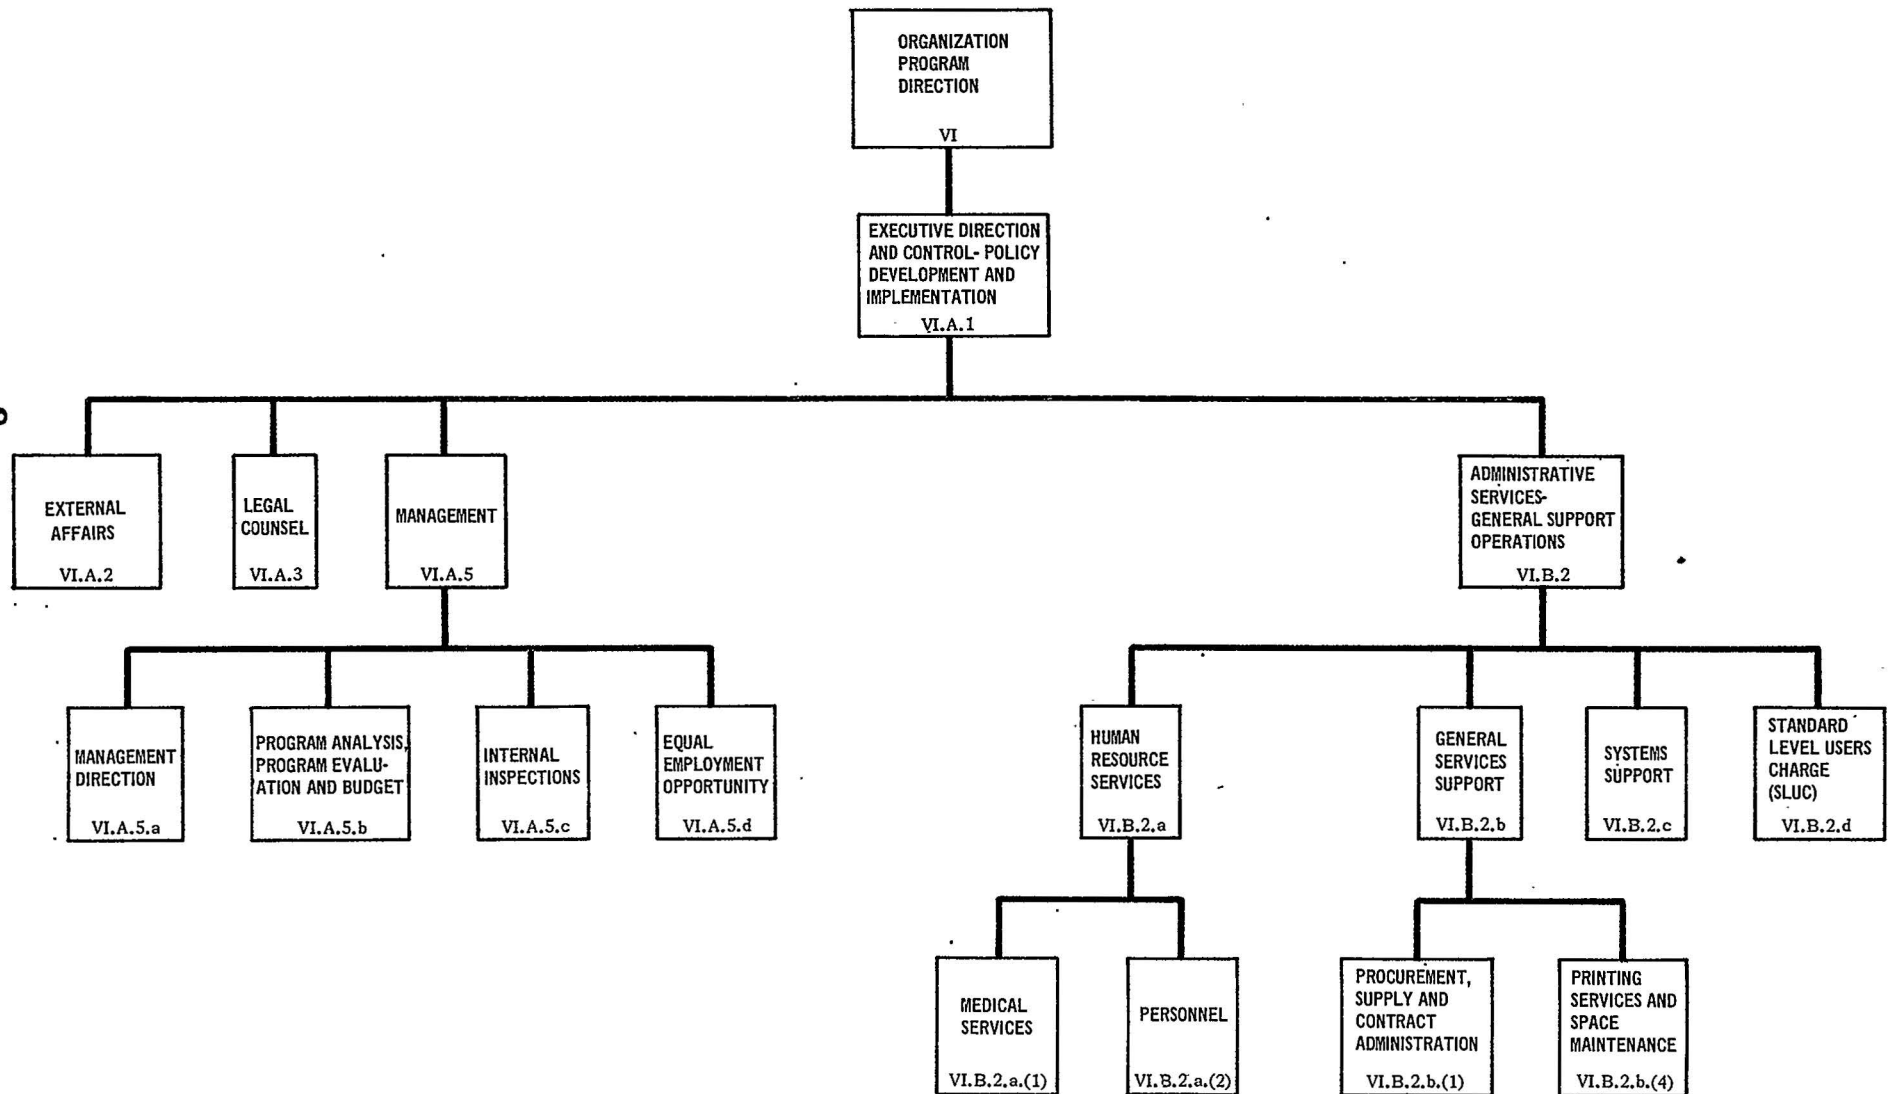 ORGANIZATION
PROGRAM
DIRECTION
VI
EXECUTIVE DIRECTION
AND CONTROL- POLICY
DEVELOPMENT AND
IMPLEMENTATION
VI.A.1
EXTERNAL
AFFAIRS
VI.A.2
LEGAL
COUNSEL
VI.A.3
MANAGEMENT
VI.A.5
ADMINISTRATIVE
SERVICES-
GENERAL SUPPORT
OPERATIONS
VI.B.2
MANAGEMENT
DIRECTION
VI.A.5.a
PROGRAM ANALYSIS,
PROGRAM EVALU-
ATION AND BUDGET
VI.A.5.b
INTERNAL
INSPECTIONS
VI.A.5.c
EQUAL
EMPLOYMENT
OPPORTUNITY
VI.A.5.d
HUMAN
RESOURCE
SERVICES
VI.B.2.a
GENERAL
SERVICES
SUPPORT
VI.B.2.b
SYSTEMS
SUPPORT
VI.B.2.c
STANDARD
LEVEL USERS
CHARGE
(SLUC)
VI.B.2.d
MEDICAL
SERVICES
VI.B.2.a.(1)
PERSONNEL
VI.B.2.a.(2)
PROCUREMENT,
SUPPLY AND
CONTRACT
ADMINISTRATION
VI.B.2.b.(1)
PRINTING
SERVICES AND
SPACE
MAINTENANCE
VI.B.2.b.(4)